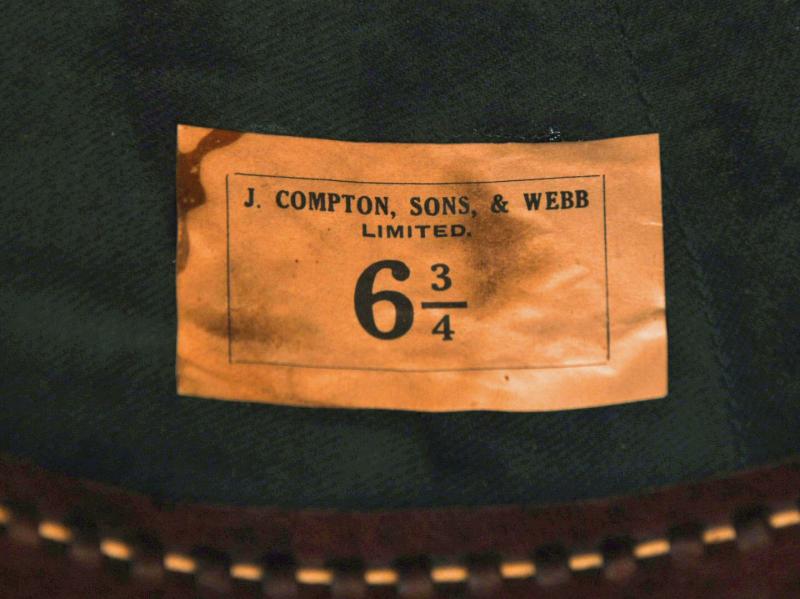 J. COMPTON, SONS, & WEBB
LIMITED.
6 3/4